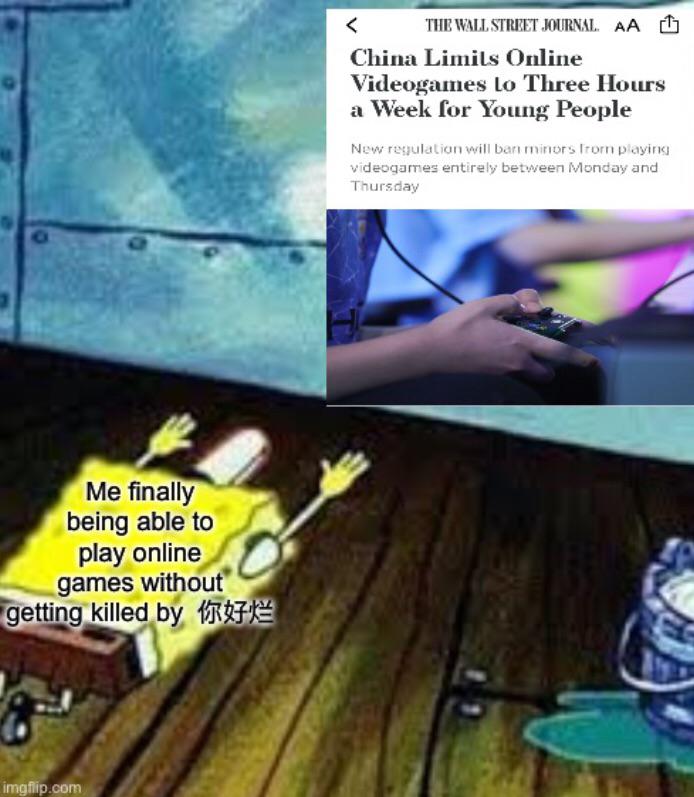 THE WALL STREET JOURNAL.
AA
China Limits Online
Videogames to Three Hours
a Week for Young People
New regulation will ban minors from playing
videogames entirely between Monday and
Thursday
Me finally
being able to
play online
games without
getting killed by 你好烂
imgflip.com